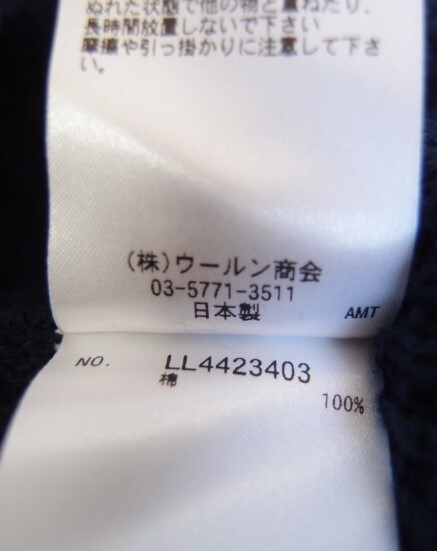 ぬれた状態で他の物と重ねたり、
長時間放置しないで下さい
摩擦や引っ掛かりに注意して下さ
い。
(株)ウールン商会
03-5771-3511
日本製 AMT
NO. LL4423403
棉 100%